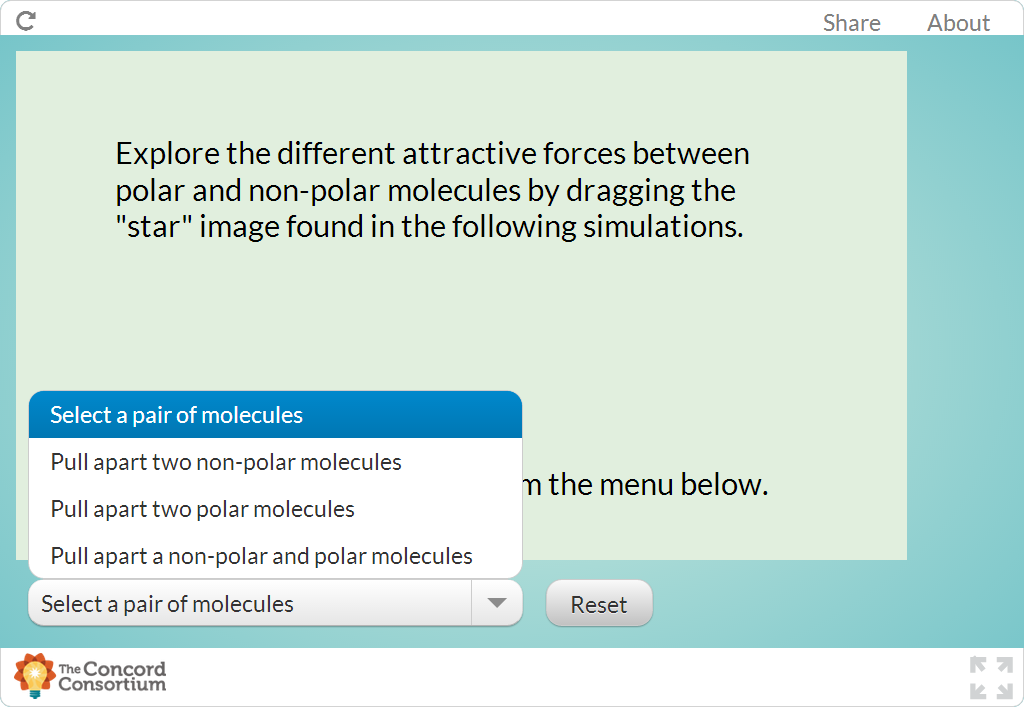 Share About
Explore the different attractive forces between
polar and non-polar molecules by dragging the
"star" image found in the following simulations.
Select a pair of molecules
Pull apart two non-polar molecules
the menu below.
Pull apart two polar molecules
Pull apart a non-polar and polar molecules
Select a pair of molecules
Reset
The Concord
Consortium